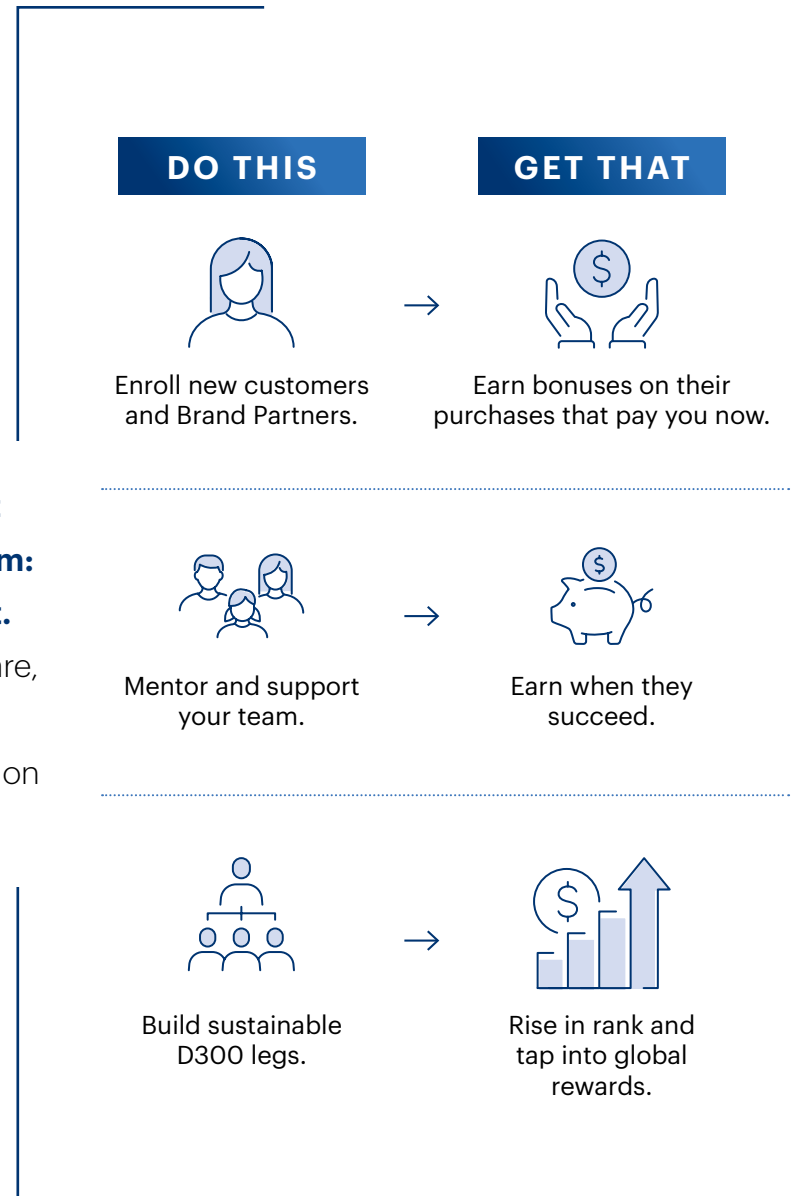 DO THIS
GET THAT
Enroll new customers
and Brand Partners.
Earn bonuses on their
purchases that pay you now.
Mentor and support
your team.
Earn when they
succeed.
on
Build sustainable
D300 legs.
Rise in rank and
tap into global
rewards.